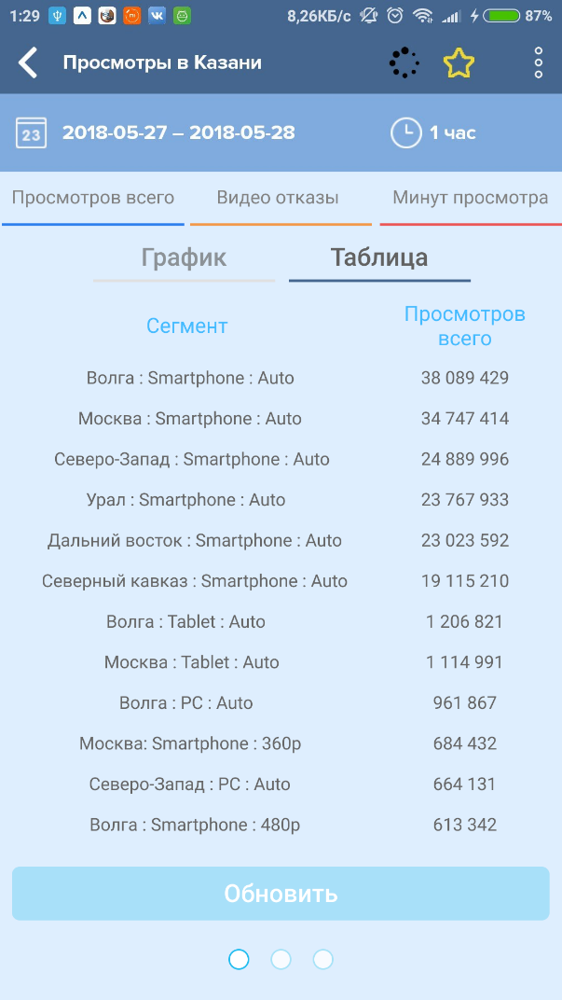 1:29 8,26КБ/с 87%
Просмотры в Казани
23 2018-05-27 – 2018-05-28 1 час
Просмотров всего Видео отказы Минут просмотра
График Таблица
Сегмент Просмотров всего
Волга : Smartphone : Auto 38 089 429
Москва : Smartphone : Auto 34 747 414
Северо-Запад : Smartphone : Auto 24 889 996
Урал : Smartphone : Auto 23 767 933
Дальний восток : Smartphone : Auto 23 023 592
Северный кавказ : Smartphone : Auto 19 115 210
Волга : Tablet : Auto 1 206 821
Москва : Tablet : Auto 1 114 991
Волга : PC : Auto 961 867
Москва: Smartphone : 360p 684 432
Северо-Запад : PC : Auto 664 131
Волга : Smartphone : 480p 613 342
Обновить